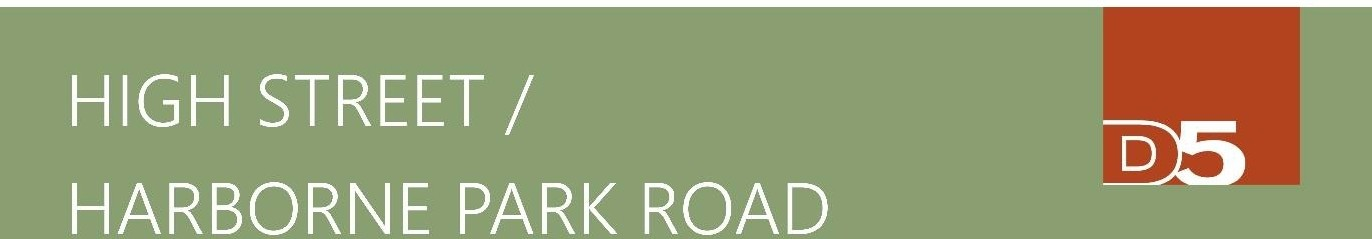 HIGH STREET /
HARBORNE PARK ROAD
D5